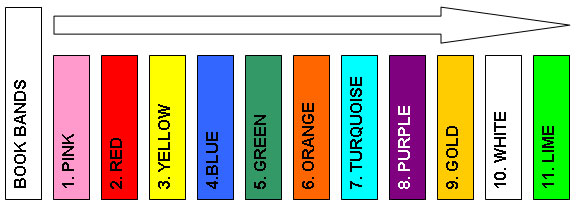 BOOK BANDS
1. PINK
2. RED
3. YELLOW
4.BLUE
5. GREEN
6. ORANGE
7. TURQUOISE
8. PURPLE
9. GOLD
10. WHITE
11. LIME